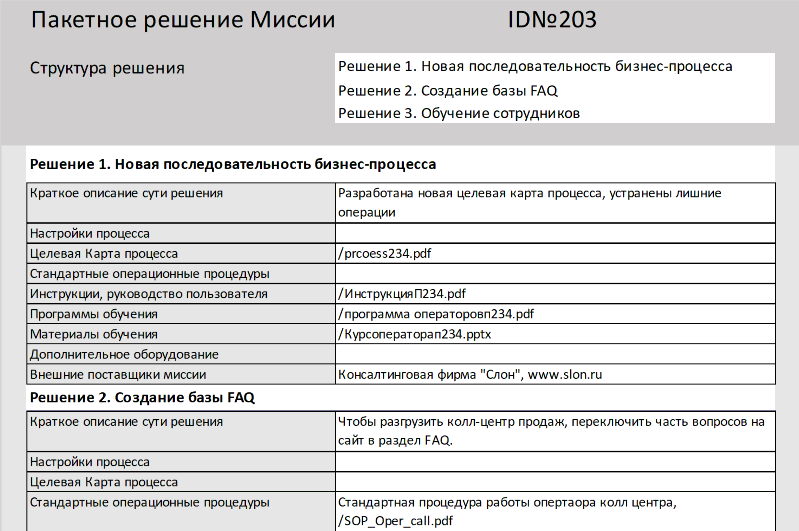 Пакетное решение Миссии ID№203
Структура решения
Решение 1. Новая последовательность бизнес-процесса
Решение 2. Создание базы FAQ
Решение 3. Обучение сотрудников
Решение 1. Новая последовательность бизнес-процесса
Краткое описание сути решения Разработана новая целевая карта процесса, устранены лишние
операции
Настройки процесса
Целевая Карта процесса /prcoess234.pdf
Стандартные операционные процедуры
Инструкции, руководство пользователя /ИнструкцияП234.pdf
Программы обучения /программа операторовп234.pdf
Материалы обучения /Курсоператорап234.pptx
Дополнительное оборудование
Внешние поставщики миссии Консалтинговая фирма "Слон", www.slon.ru
Решение 2. Создание базы FAQ
Краткое описание сути решения Чтобы разгрузить колл-центр продаж, переключить часть вопросов на
сайт в раздел FAQ.
Настройки процесса
Целевая Карта процесса
Стандартные операционные процедуры Стандартная процедура работы опертаора колл центра,
/SOP_Oper_call.pdf